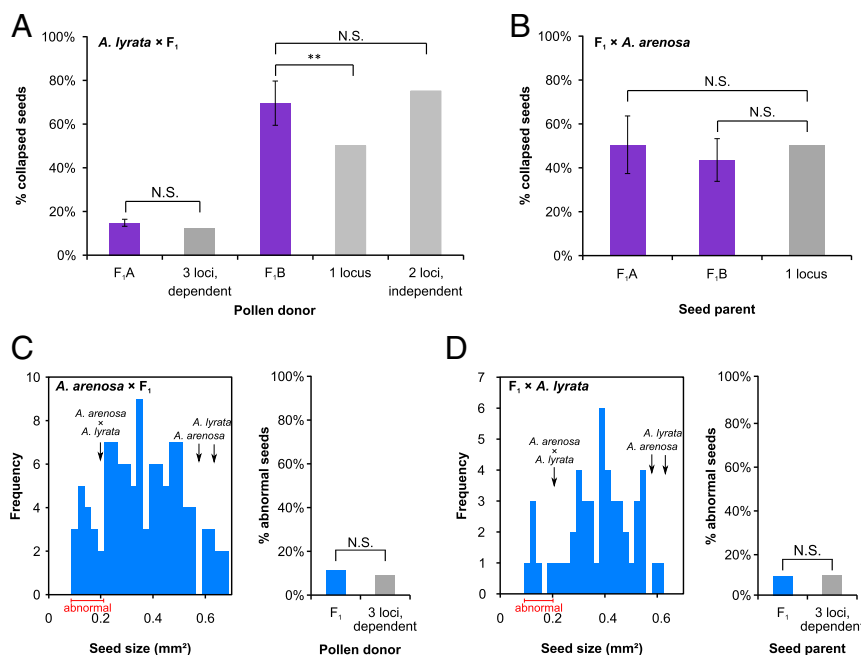 A
A. lyrata × F₁
N.S.
**
N.S.
100%
80%
60%
40%
20%
0%
% collapsed seeds
F₁A
3 loci, dependent
F₁B
1 locus
2 loci, independent
Pollen donor
B
F₁ × A. arenosa
N.S.
N.S.
100%
80%
60%
40%
20%
0%
% collapsed seeds
F₁A
F₁B
1 locus
Seed parent
C
A. arenosa × F₁
10
8
6
4
2
0
Frequency
A. arenosa
×
A. lyrata
A. lyrata
A. arenosa
abnormal
0
0.2
0.4
0.6
Seed size (mm²)
100%
80%
60%
40%
20%
0%
% abnormal seeds
N.S.
F₁
3 loci, dependent
Pollen donor
D
F₁ × A. lyrata
7
6
5
4
3
2
1
0
Frequency
A. arenosa
×
A. lyrata
A. lyrata
A. arenosa
abnormal
0
0.2
0.4
0.6
Seed size (mm²)
100%
80%
60%
40%
20%
0%
% abnormal seeds
N.S.
F₁
3 loci, dependent
Seed parent